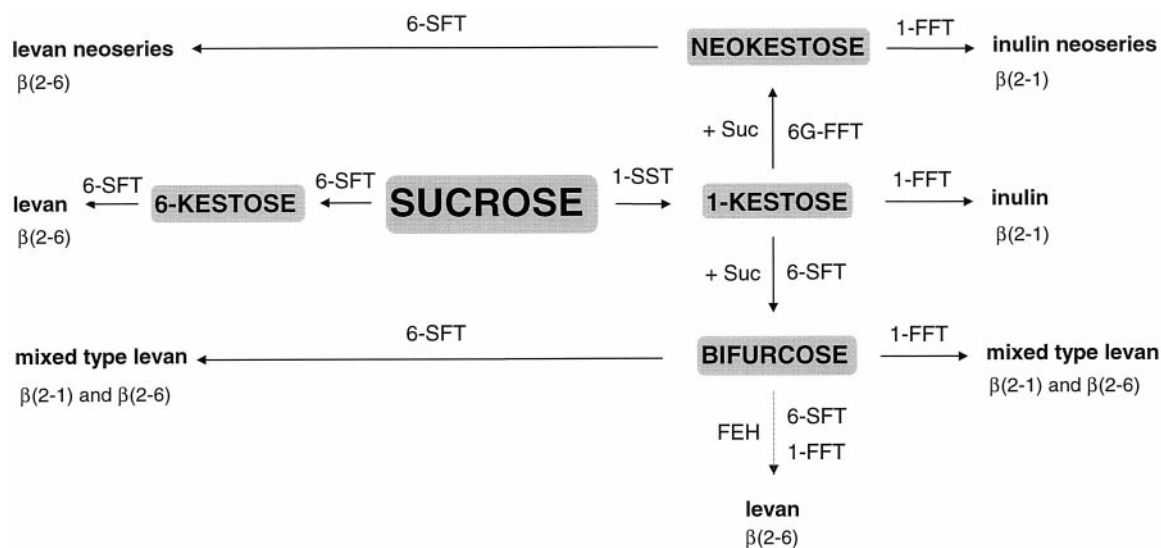 6-SFT
levan neoseries
β(2-6)
NEOKESTOSE
1-FFT
inulin neoseries
β(2-1)
+ Suc
6G-FFT
levan
β(2-6)
6-SFT
6-KESTOSE
6-SFT
SUCROSE
1-SST
1-KESTOSE
1-FFT
inulin
β(2-1)
+ Suc
6-SFT
6-SFT
mixed type levan
β(2-1) and β(2-6)
BIFURCOSE
1-FFT
mixed type levan
β(2-1) and β(2-6)
FEH
6-SFT
1-FFT
levan
β(2-6)